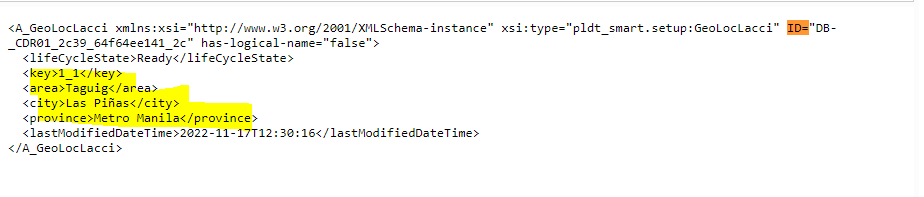 <A_GeoLocLacci xmlns:xsi="http://www.w3.org/2001/XMLSchema-instance" xsi:type="pldt_smart.setup:GeoLocLacci" ID="DB-
_CDR01_2c39_64f64ee141_2c" has-logical-name="false">
<lifeCycleState>Ready</lifeCycleState>
<key>1_1</key>
<area>Taguig</area>
<city>Las Piñas</city>
<province>Metro Manila</province>
<lastModifiedDateTime>2022-11-17T12:30:16</lastModifiedDateTime>
</A_GeoLocLacci>